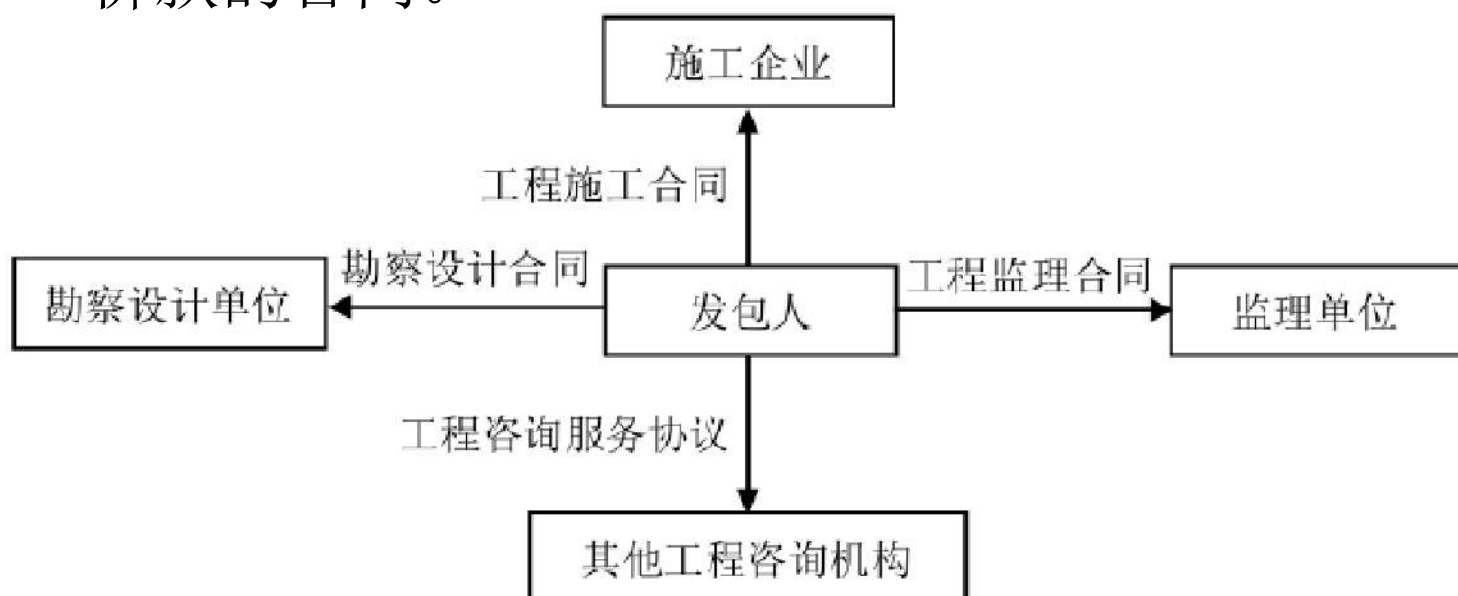 施工企业
工程施工合同
勘察设计合同
工程监理合同
勘察设计单位
发包人
监理单位
工程咨询服务协议
其他工程咨询机构